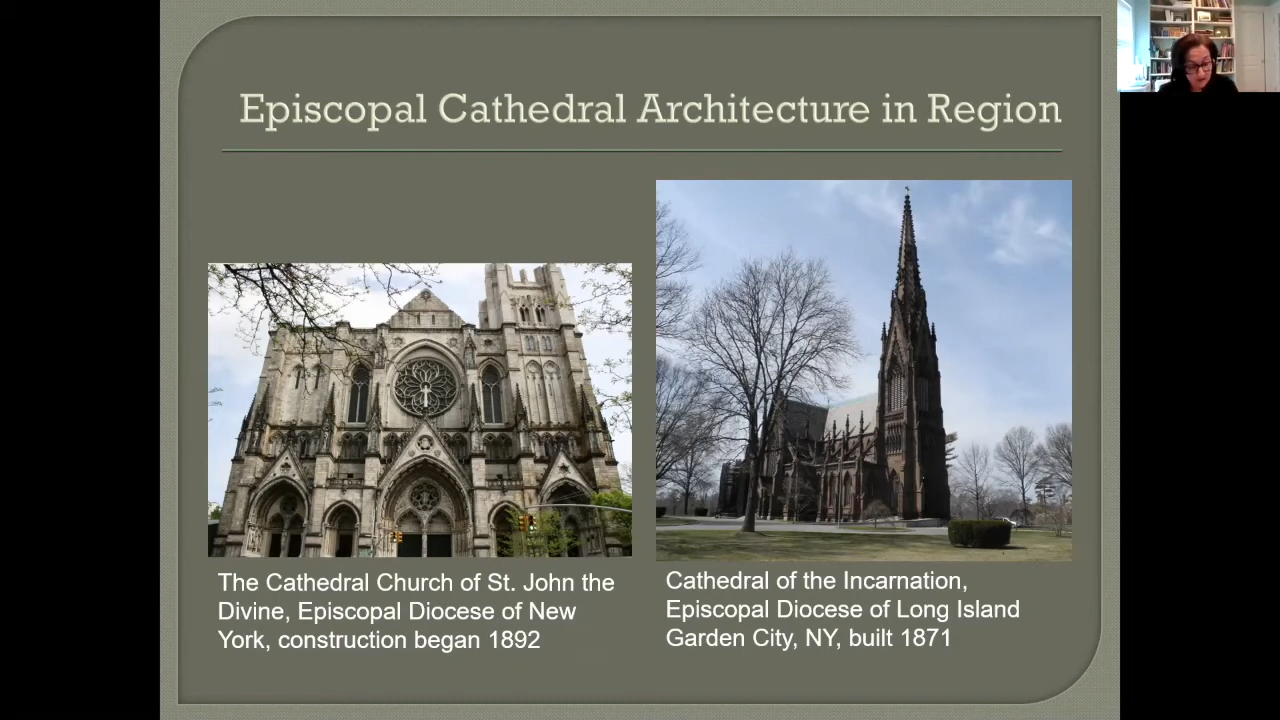 Episcopal Cathedral Architecture in Region
The Cathedral Church of St. John the
Divine, Episcopal Diocese of New
York, construction began 1892
Cathedral of the Incarnation,
Episcopal Diocese of Long Island
Garden City, NY, built 1871